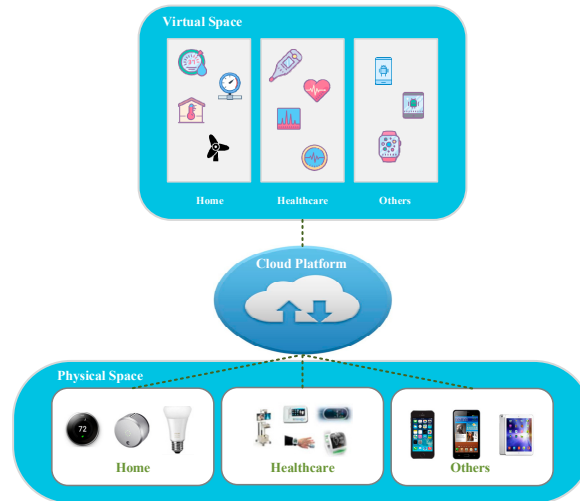 Virtual Space
Home
Healthcare
Others
Cloud Platform
Physical Space
72
Home
Healthcare
Others